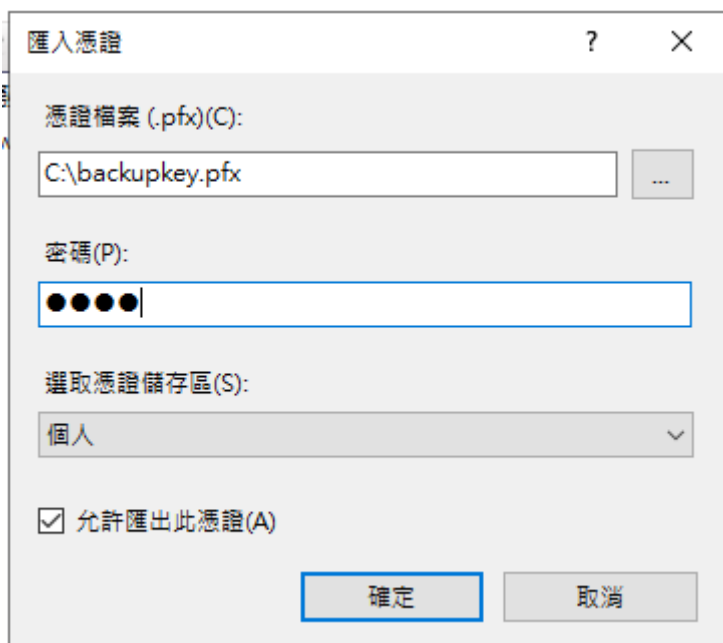 匯入憑證
憑證檔案 (.pfx)(C):
C:\backupkey.pfx
...
密碼(P):
●●●●
選取憑證儲存區(S):
個人
允許匯出此憑證(A)
確定
取消